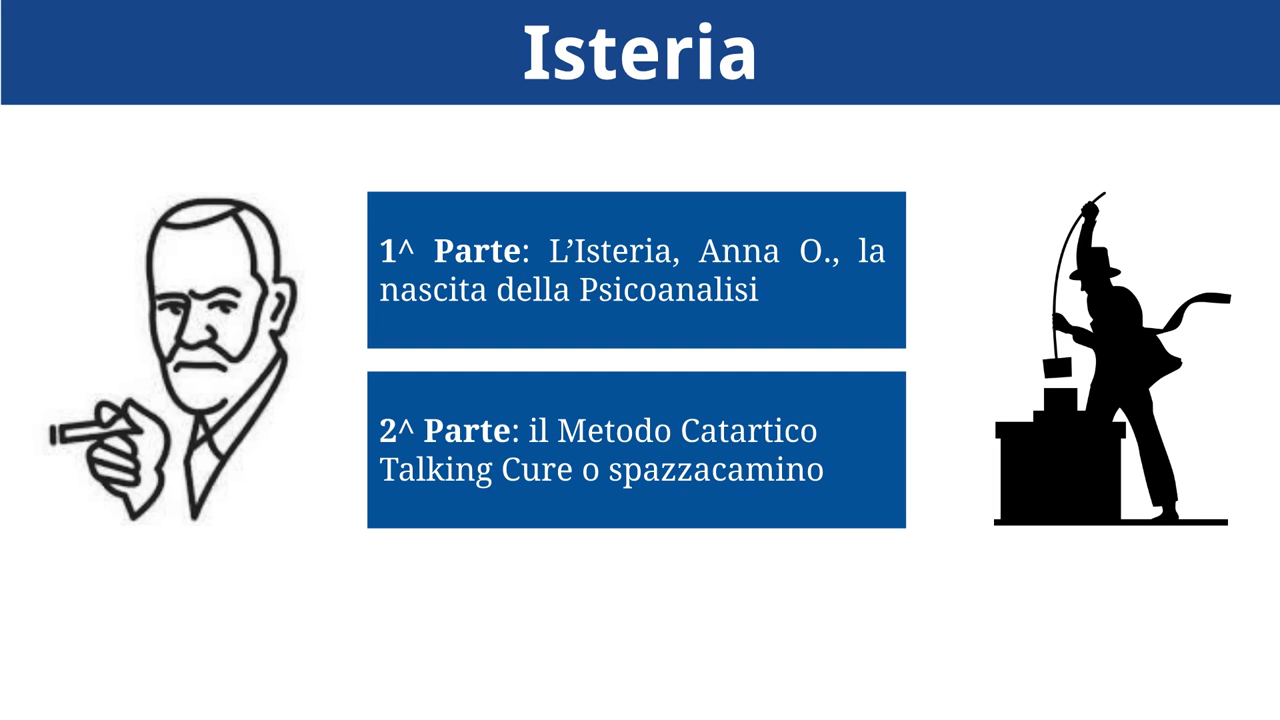 Isteria
1^ Parte: L’Isteria, Anna O., la
nascita della Psicoanalisi
2^ Parte: il Metodo Catartico
Talking Cure o spazzacamino